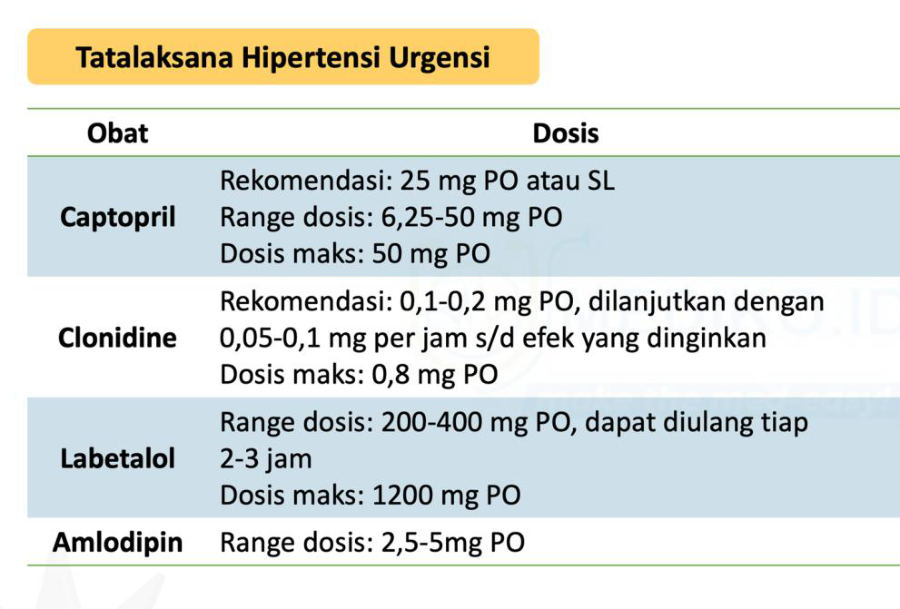 Tatalaksana Hipertensi Urgensi
Obat Dosis
Captopril
Rekomendasi: 25 mg PO atau SL
Range dosis: 6,25-50 mg PO
Dosis maks: 50 mg PO
Clonidine
Rekomendasi: 0,1-0,2 mg PO, dilanjutkan dengan
0,05-0,1 mg per jam s/d efek yang dinginkan
Dosis maks: 0,8 mg PO
Labetalol
Range dosis: 200-400 mg PO, dapat diulang tiap
2-3 jam
Dosis maks: 1200 mg PO
Amlodipin
Range dosis: 2,5-5mg PO